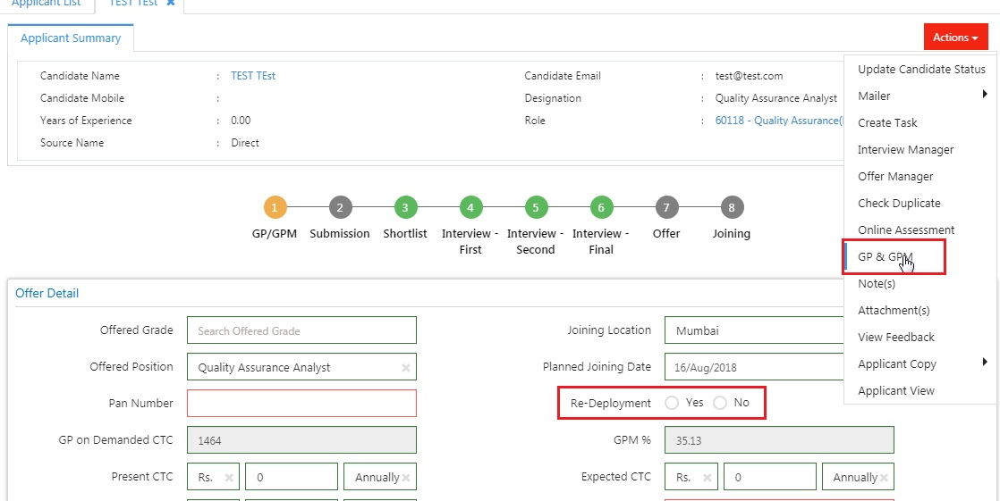 Applicant List TEST TEst ×
Applicant Summary Actions
Candidate Name : TEST TEst Candidate Email : test@test.com
Candidate Mobile : Designation : Quality Assurance Analyst
Years of Experience : 0.00 Role : 60118 - Quality Assurance(
Source Name : Direct
Update Candidate Status
Mailer
Create Task
Interview Manager
Offer Manager
Check Duplicate
Online Assessment
GP & GPM
Note(s)
Attachment(s)
View Feedback
Applicant Copy
Applicant View
1 2 3 4 5 6 7 8
GP/GPM Submission Shortlist Interview - Interview - Interview - Offer Joining
First Second Final
Offer Detail
Offered Grade Search Offered Grade Joining Location Mumbai
Offered Position Quality Assurance Analyst × Planned Joining Date 16/Aug/2018
Pan Number Re-Deployment Yes No
GP on Demanded CTC 1464 GPM % 35.13
Present CTC Rs. × 0 Annually × Expected CTC Rs. × 0 Annually ×